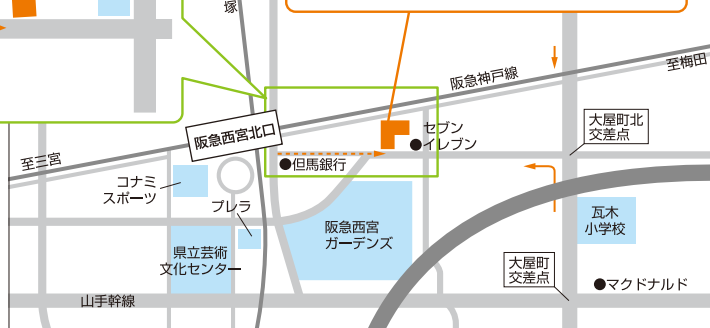 塚
阪急神戸線
至梅田
大屋町北
交差点
セブン
イレブン
阪急西宮北口
至三宮
但馬銀行
コナミ
スポーツ
プレラ
阪急西宮
ガーデンズ
瓦木
小学校
県立芸術
文化センター
大屋町
交差点
マクドナルド
山手幹線